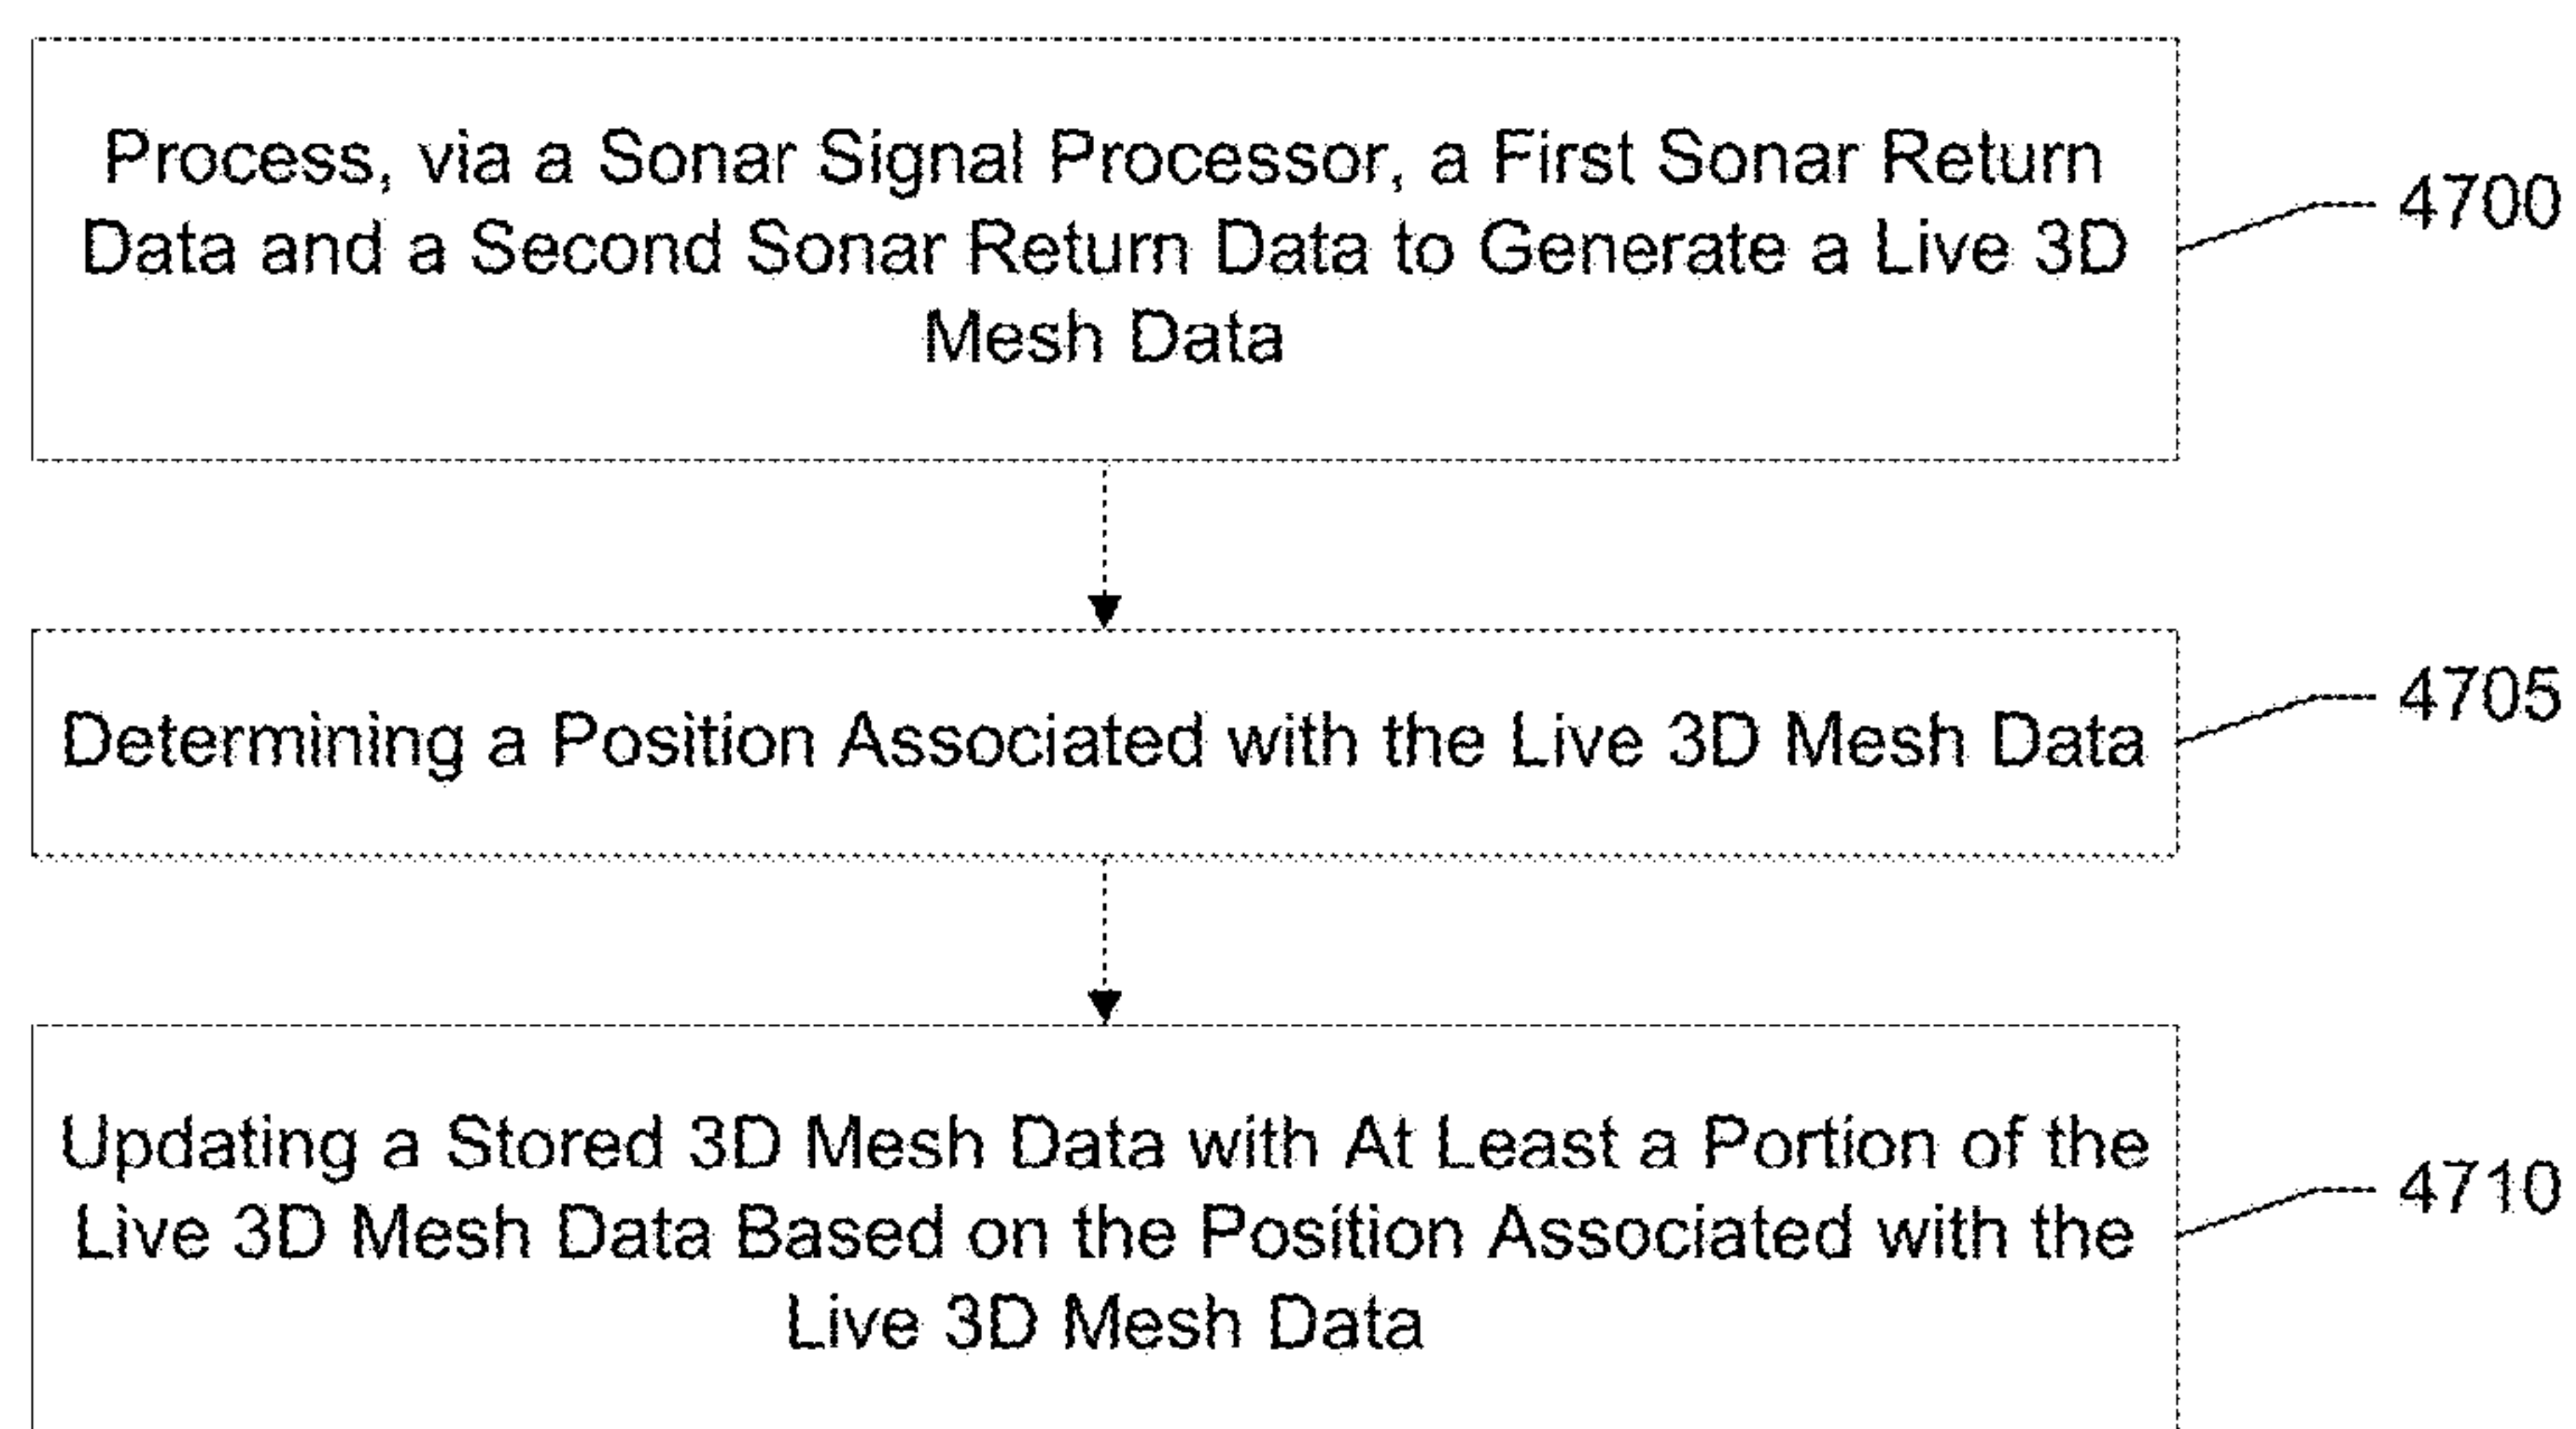 Process, via a Sonar Signal Processor, a First Sonar Return
Data and a Second Sonar Return Data to Generate a Live 3D
Mesh Data
4700
Determining a Position Associated with the Live 3D Mesh Data
4705
Updating a Stored 3D Mesh Data with At Least a Portion of the
Live 3D Mesh Data Based on the Position Associated with the
Live 3D Mesh Data
4710